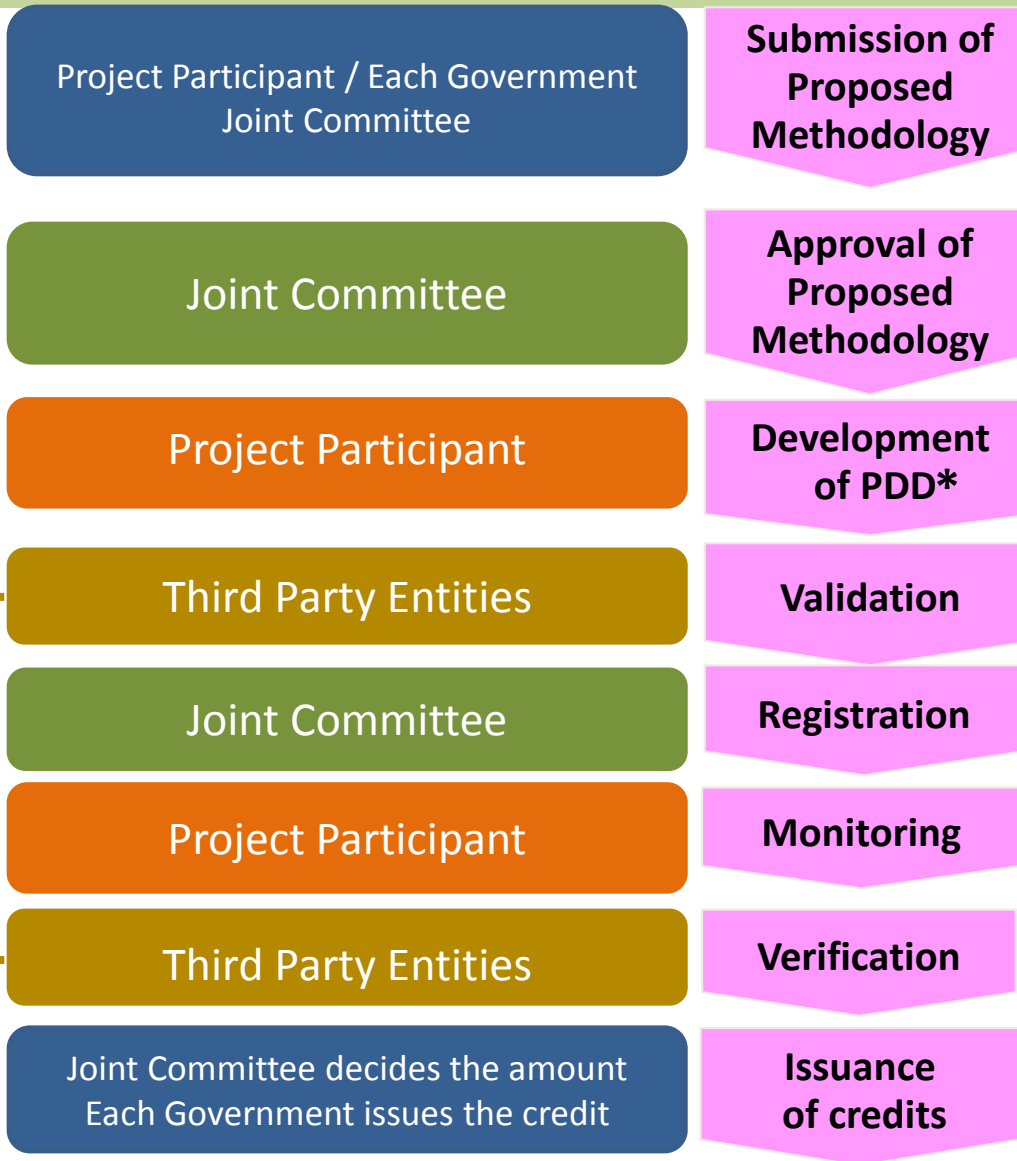 Project Participant / Each Government
Joint Committee
Submission of
Proposed
Methodology
Joint Committee
Approval of
Proposed
Methodology
Project Participant
Development
of PDD*
Third Party Entities
Validation
Joint Committee
Registration
Project Participant
Monitoring
Third Party Entities
Verification
Joint Committee decides the amount
Each Government issues the credit
Issuance
of credits